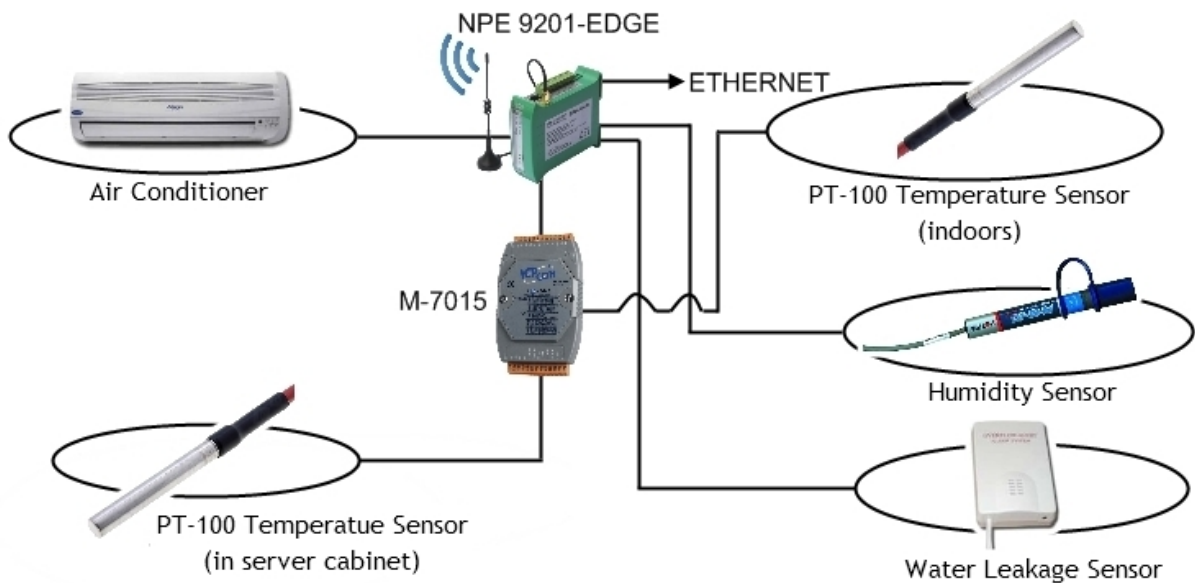 NPE 9201-EDGE
ETHERNET
Air Conditioner
PT-100 Temperature Sensor
(indoors)
M-7015
Humidity Sensor
PT-100 Temperatue Sensor
(in server cabinet)
Water Leakage Sensor